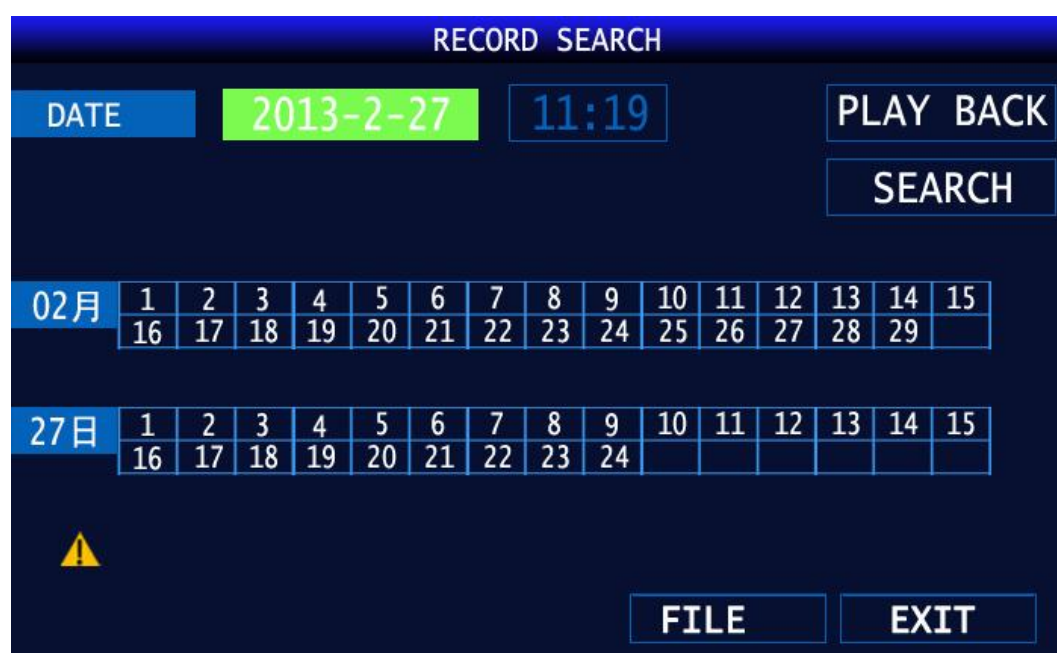 RECORD SEARCH
DATE 2013-2-27 11:19 PLAY BACK
SEARCH
02月 1 2 3 4 5 6 7 8 9 10 11 12 13 14 15
16 17 18 19 20 21 22 23 24 25 26 27 28 29
27日 1 2 3 4 5 6 7 8 9 10 11 12 13 14 15
16 17 18 19 20 21 22 23 24
FILE EXIT